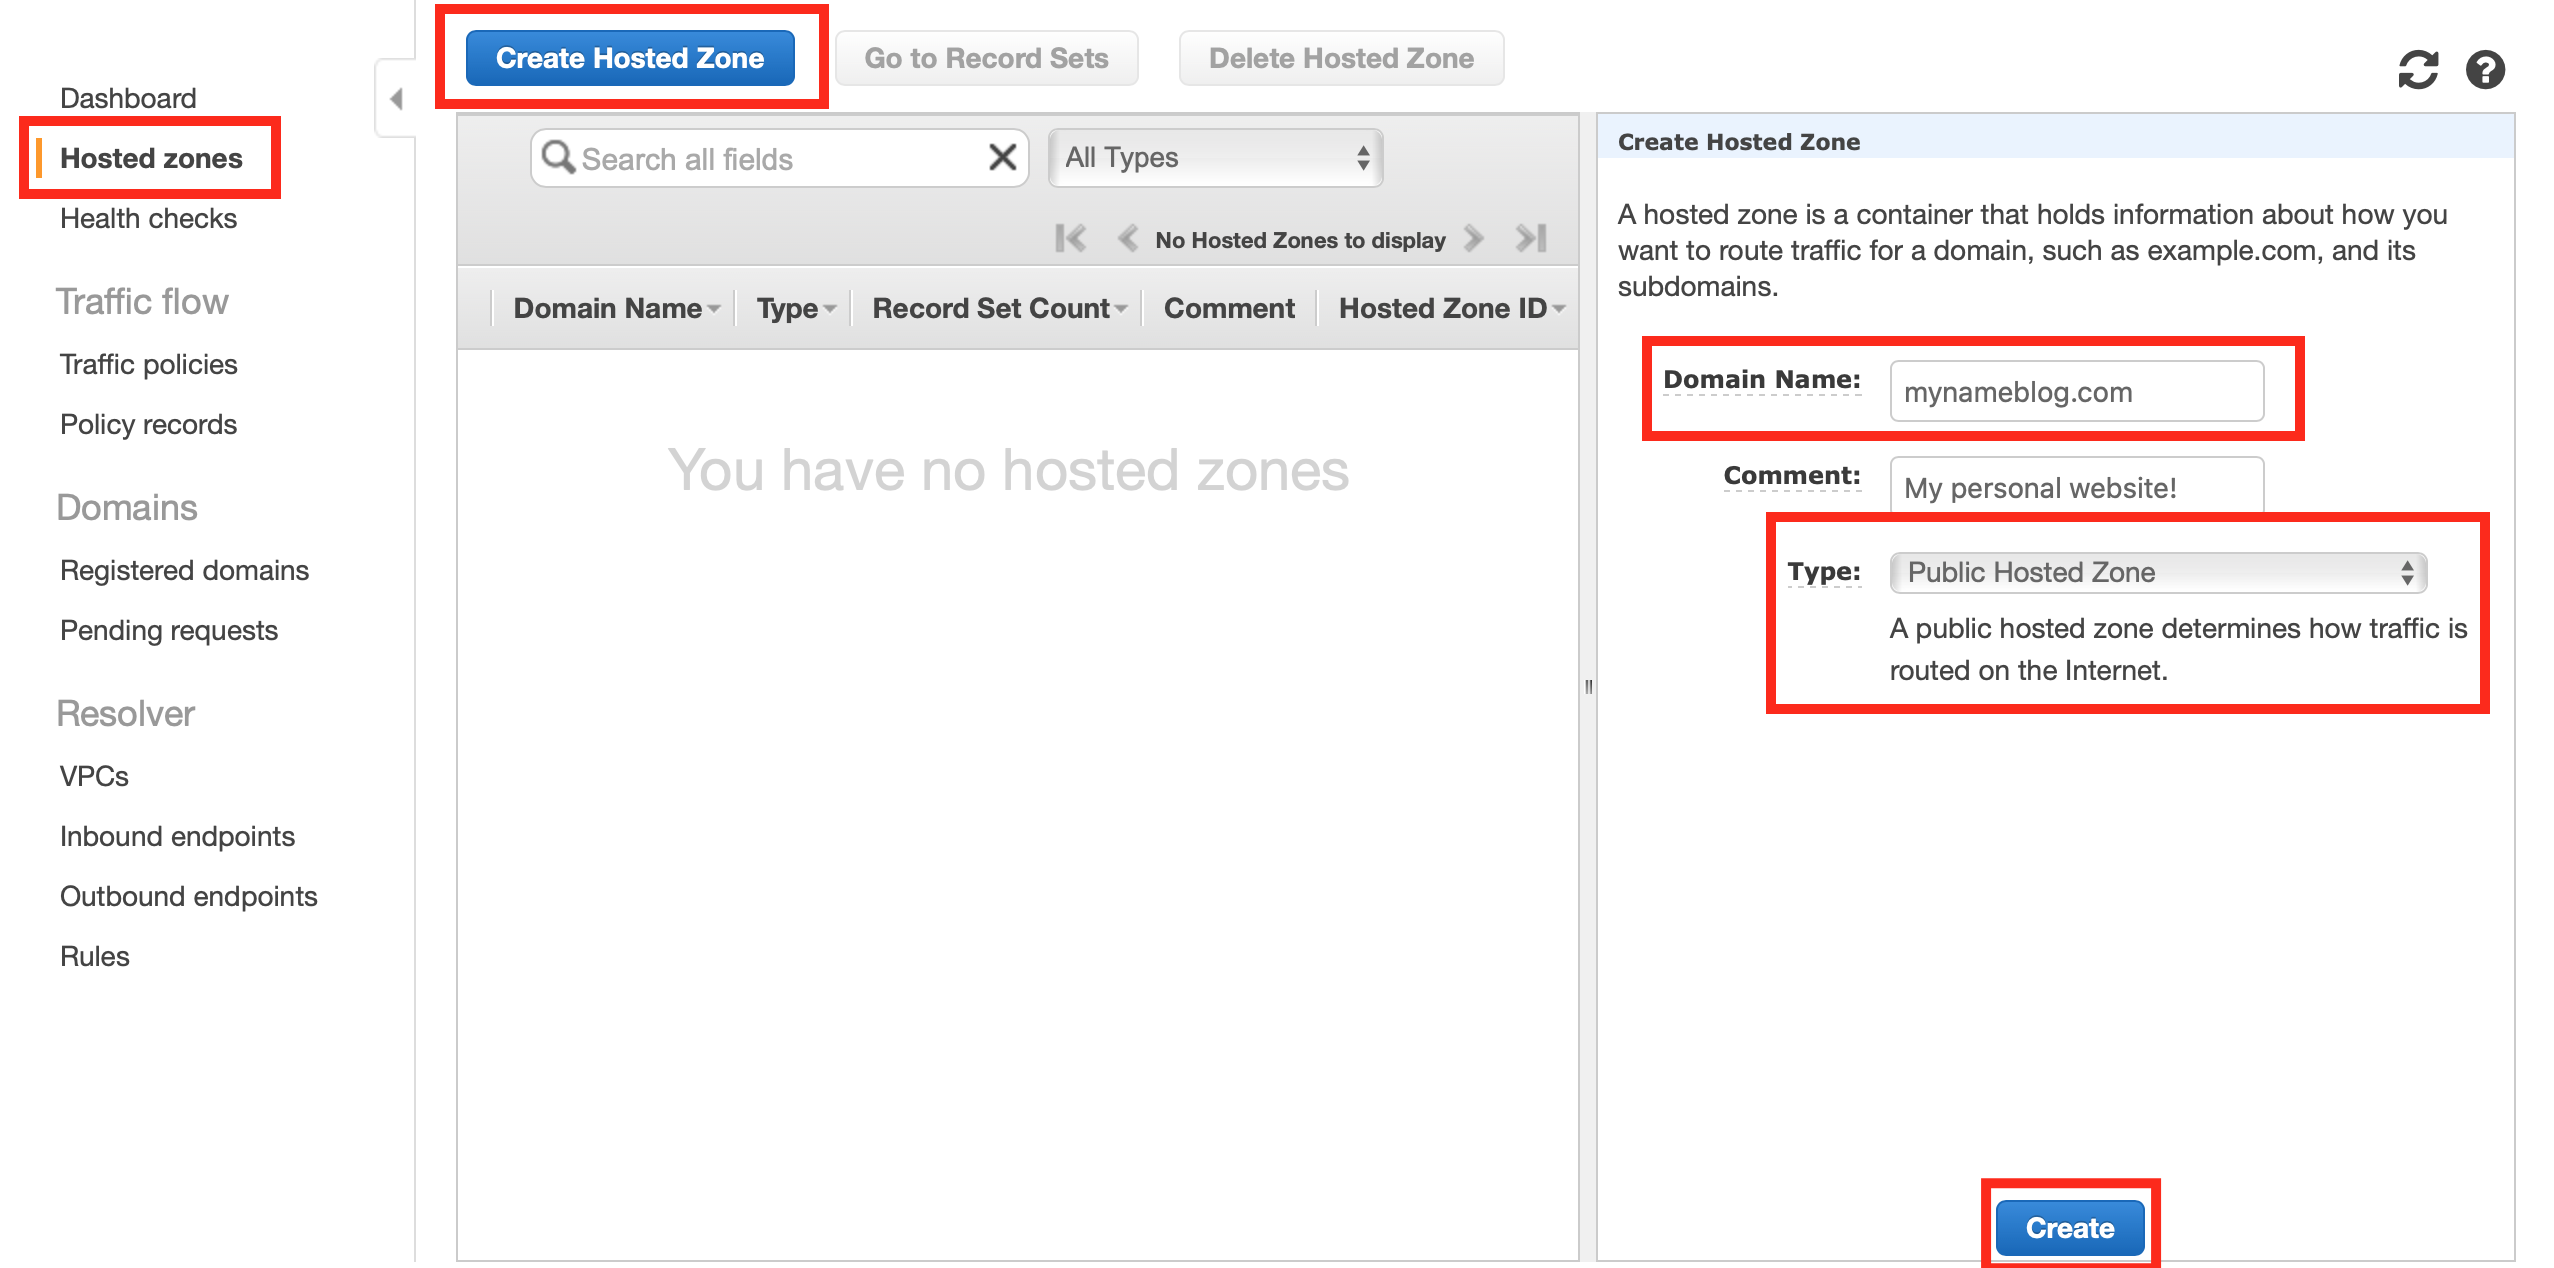 Dashboard
Hosted zones
Health checks
Traffic flow
Traffic policies
Policy records
Domains
Registered domains
Pending requests
Resolver
VPCs
Inbound endpoints
Outbound endpoints
Rules
Create Hosted Zone
Go to Record Sets
Delete Hosted Zone
Search all fields
All Types
No Hosted Zones to display
Domain Name
Type
Record Set Count
Comment
Hosted Zone ID
You have no hosted zones
Create Hosted Zone
A hosted zone is a container that holds information about how you
want to route traffic for a domain, such as example.com, and its
subdomains.
Domain Name: mynameblog.com
Comment: My personal website!
Type: Public Hosted Zone
A public hosted zone determines how traffic is
routed on the Internet.
Create